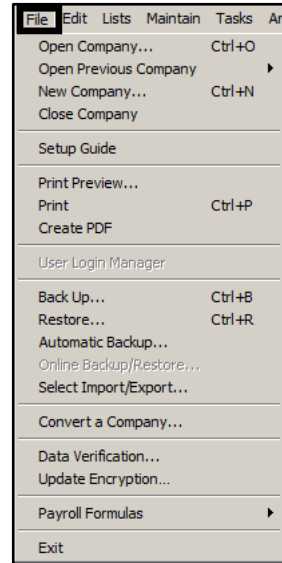 File Edit Lists Maintain Tasks
Open Company... Ctrl+O
Open Previous Company
New Company... Ctrl+N
Close Company
Setup Guide
Print Preview...
Print Ctrl+P
Create PDF
User Login Manager
Back Up... Ctrl+B
Restore... Ctrl+R
Automatic Backup...
Online Backup/Restore...
Select Import/Export...
Convert a Company...
Data Verification...
Update Encryption...
Payroll Formulas
Exit